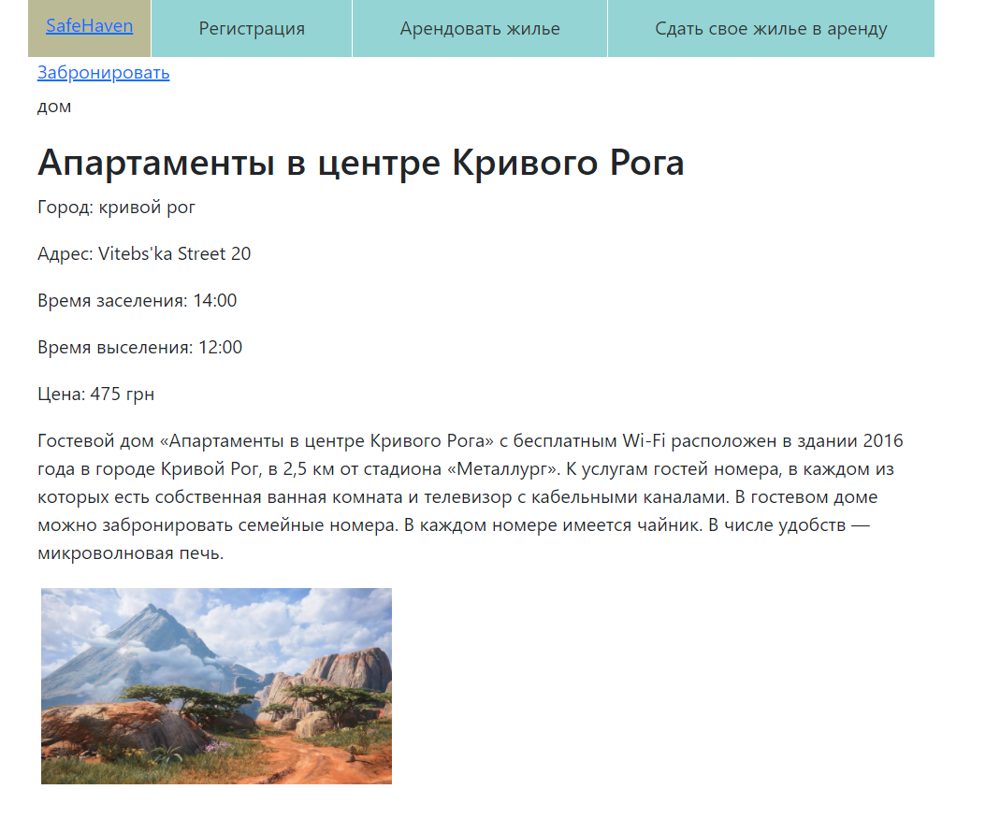 SafeHaven
Регистрация
Арендовать жилье
Сдать свое жилье в аренду
Забронировать
дом
Апартаменты в центре Кривого Рога
Город: кривой рог
Адрес: Vitebs'ka Street 20
Время заселения: 14:00
Время выселения: 12:00
Цена: 475 грн
Гостевой дом «Апартаменты в центре Кривого Рога» с бесплатным Wi-Fi расположен в здании 2016
года в городе Кривой Рог, в 2,5 км от стадиона «Металлург». К услугам гостей номера, в каждом из
которых есть собственная ванная комната и телевизор с кабельными каналами. В гостевом доме
можно забронировать семейные номера. В каждом номере имеется чайник. В числе удобств —
микроволновая печь.